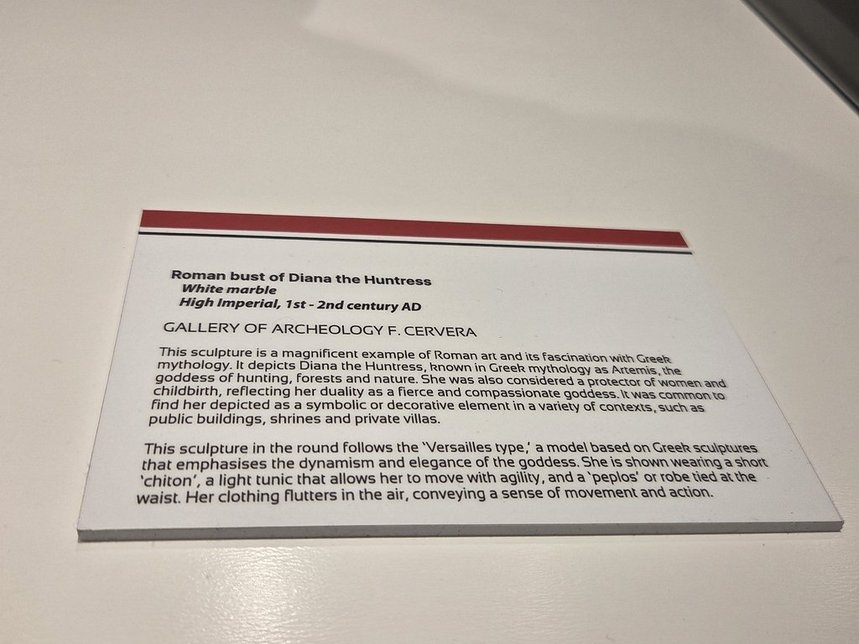 Roman bust of Diana the Huntress
White marble
High Imperial, 1st - 2nd century AD
GALLERY OF ARCHEOLOGY F. CERVERA
This sculpture is a magnificent example of Roman art and its fascination with Greek
mythology. It depicts Diana the Huntress, known in Greek mythology as Artemis, the
goddess of hunting, forests and nature. She was also considered a protector of women and
childbirth, reflecting her duality as a fierce and compassionate goddess. It was common to
find her depicted as a symbolic or decorative element in a variety of contexts, such as
public buildings, shrines and private villas.
This sculpture in the round follows the 'Versailles type,' a model based on Greek sculptures
that emphasises the dynamism and elegance of the goddess. She is shown wearing a short
'chiton', a light tunic that allows her to move with agility, and a 'peplos' or robe tied at the
waist. Her clothing flutters in the air, conveying a sense of movement and action.